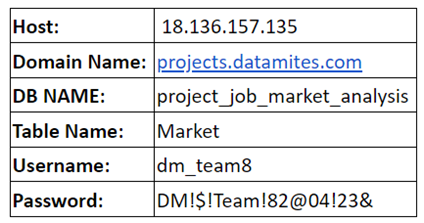 Host: 18.136.157.135
Domain Name: projects.datamites.com
DB NAME: project_job_market_analysis
Table Name: Market
Username: dm_team8
Password: DM!$!Team!82@04!23&